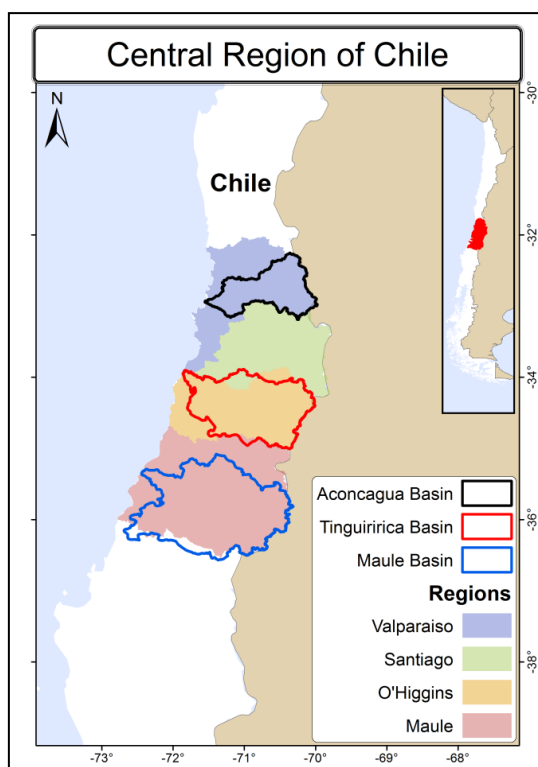 Central Region of Chile
N
Chile
-30°
-32°
-34°
-36°
-38°
Aconcagua Basin
Tinguiririca Basin
Maule Basin
Regions
Valparaiso
Santiago
O'Higgins
Maule
-73°
-72°
-71°
-70°
-68°
-67°